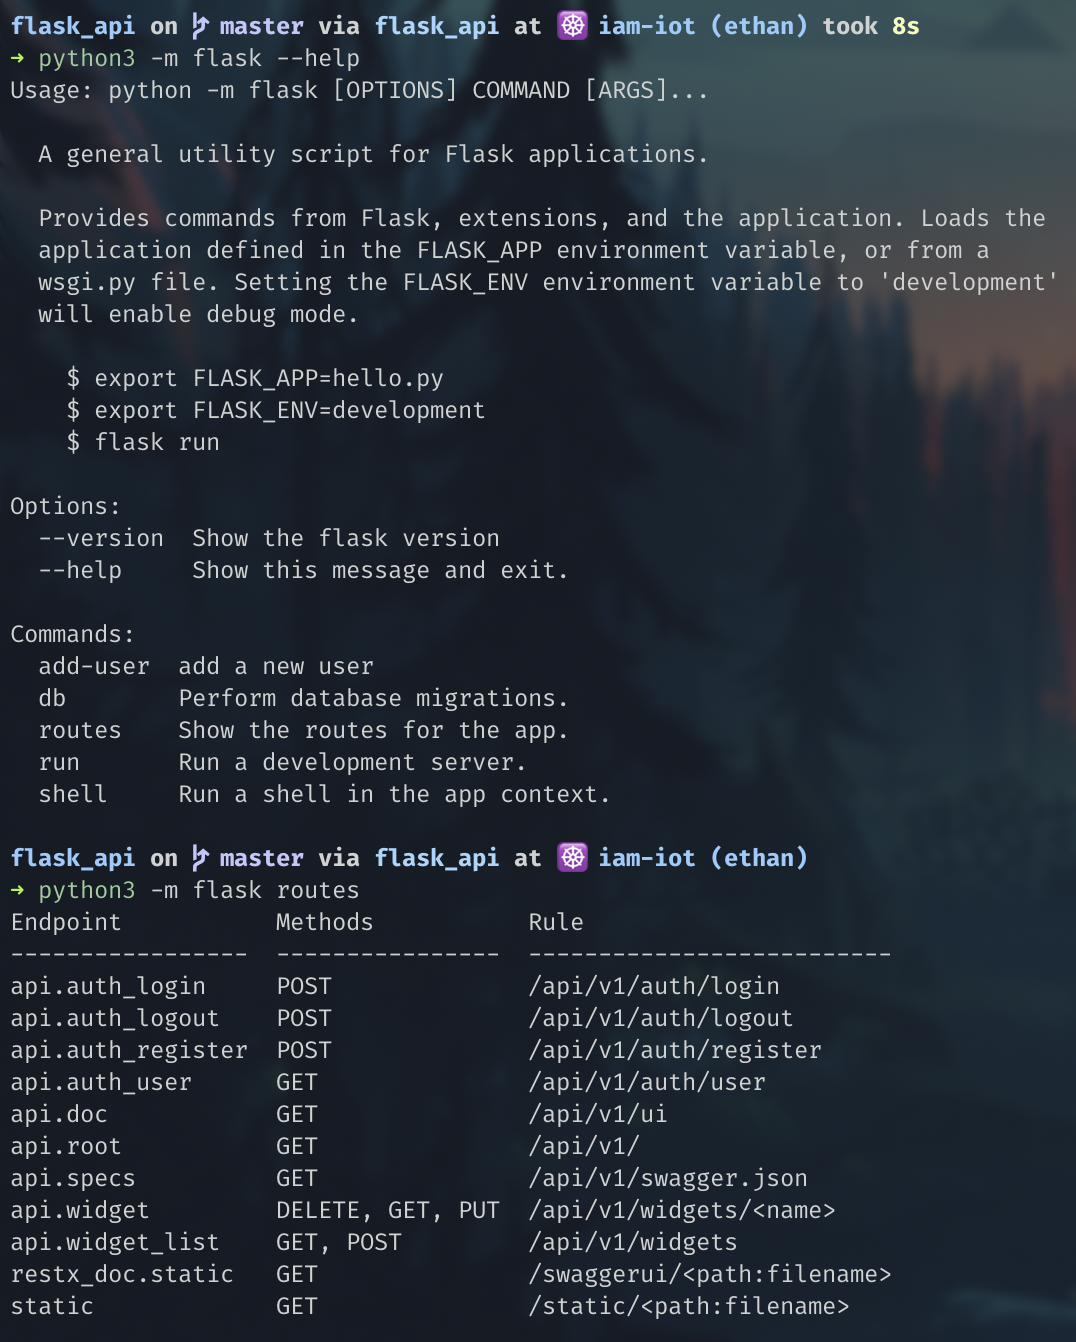 flask_api on master via flask_api at iam-iot (ethan) took 8s
➜ python3 -m flask --help
Usage: python -m flask [OPTIONS] COMMAND [ARGS]...

  A general utility script for Flask applications.

  Provides commands from Flask, extensions, and the application. Loads the
  application defined in the FLASK_APP environment variable, or from a
  wsgi.py file. Setting the FLASK_ENV environment variable to 'development'
  will enable debug mode.

    $ export FLASK_APP=hello.py
    $ export FLASK_ENV=development
    $ flask run

Options:
  --version  Show the flask version
  --help     Show this message and exit.

Commands:
  add-user  add a new user
  db        Perform database migrations.
  routes    Show the routes for the app.
  run       Run a development server.
  shell     Run a shell in the app context.

flask_api on master via flask_api at iam-iot (ethan)
➜ python3 -m flask routes
Endpoint           Methods           Rule
-----------------  ----------------  --------------------------
api.auth_login     POST              /api/v1/auth/login
api.auth_logout    POST              /api/v1/auth/logout
api.auth_register  POST              /api/v1/auth/register
api.auth_user      GET               /api/v1/auth/user
api.doc            GET               /api/v1/ui
api.root           GET               /api/v1/
api.specs          GET               /api/v1/swagger.json
api.widget         DELETE, GET, PUT  /api/v1/widgets/<name>
api.widget_list    GET, POST         /api/v1/widgets
restx_doc.static   GET               /swaggerui/<path:filename>
static             GET               /static/<path:filename>